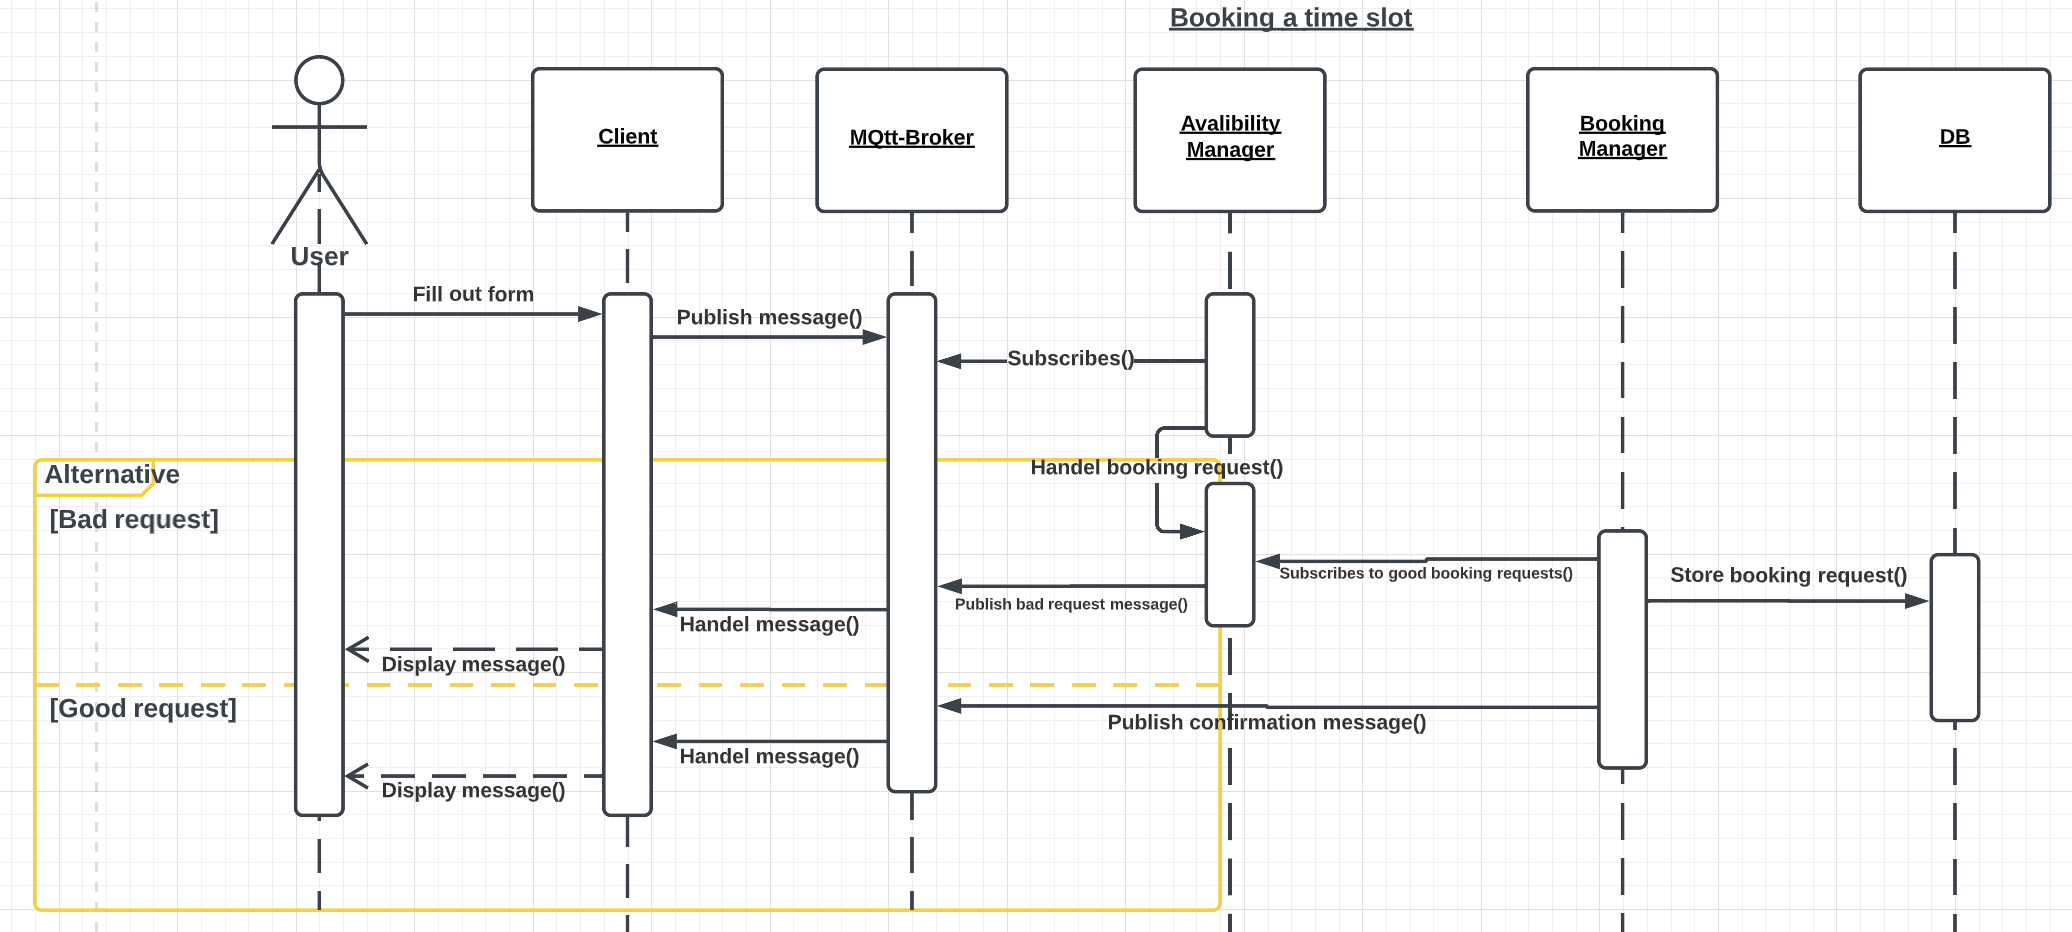 Booking a time slot
Client
MQtt-Broker
Avalibility
Manager
Booking
Manager
DB
User
Fill out form
Publish message()
Subscribes()
Alternative
Handel booking request()
[Bad request]
Subscribes to good booking requests()
Store booking request()
Publish bad request message()
Handel message()
Display message()
[Good request]
Publish confirmation message()
Handel message()
Display message()